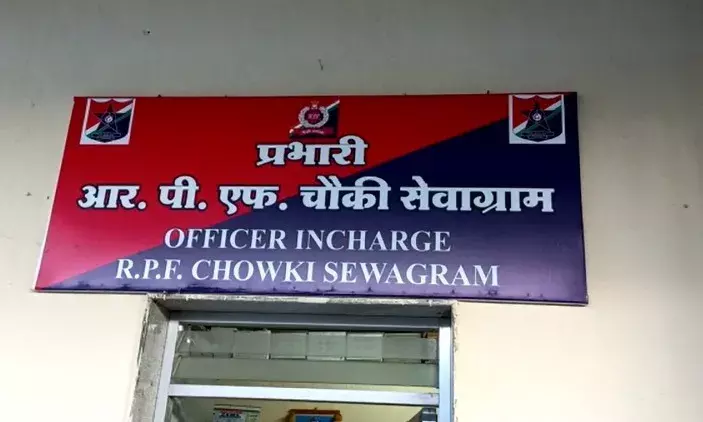 प्रभारी
आर. पी. एफ. चौकी सेवाग्राम
OFFICER INCHARGE
R.P.F. CHOWKI SEWAGRAM